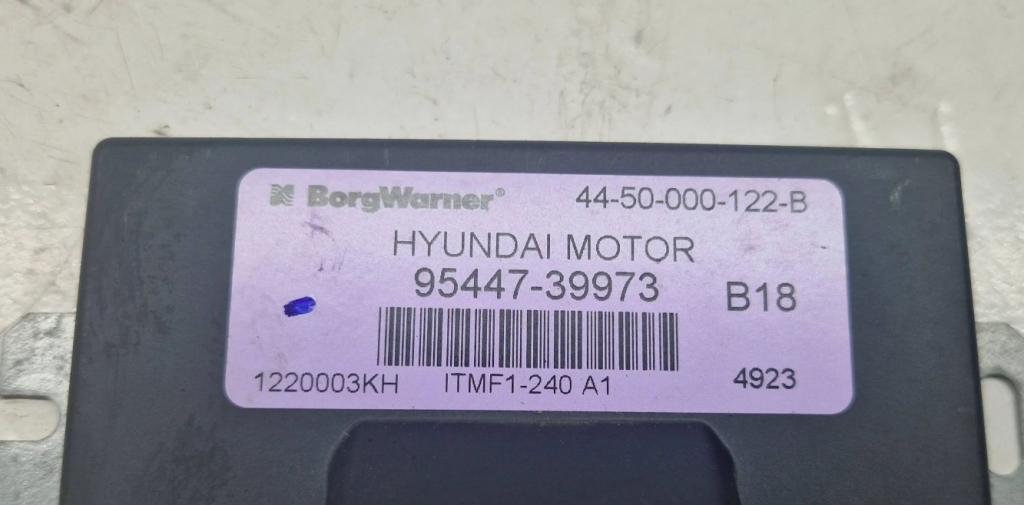 BorgWarner® 44-50-000-122-B
HYUNDAI MOTOR
95447-39973
B18
1220003KH ITMF1-240 A1 4923